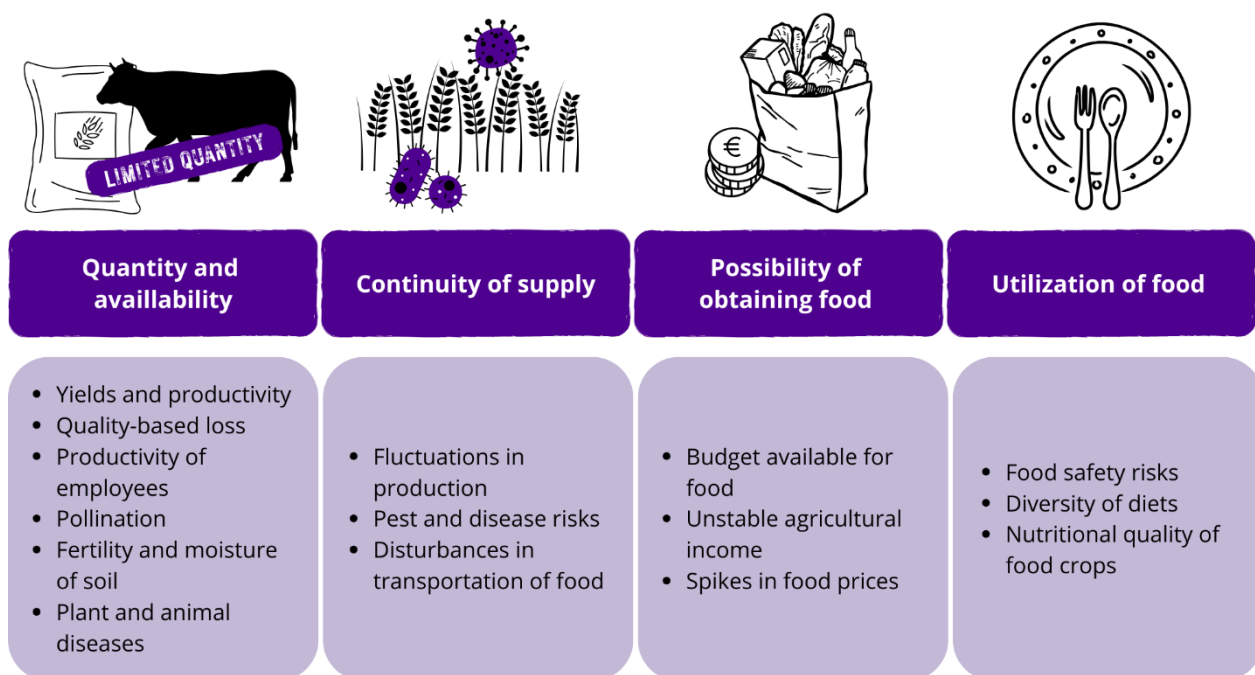 LIMITED QUANTITY
€
Quantity and
availlability
Continuity of supply
Possibility of
obtaining food
Utilization of food
• Yields and productivity
• Quality-based loss
• Productivity of
employees
• Pollination
• Fertility and moisture
of soil
• Plant and animal
diseases
• Fluctuations in
production
• Pest and disease risks
• Disturbances in
transportation of food
• Budget available for
food
• Unstable agricultural
income
• Spikes in food prices
• Food safety risks
• Diversity of diets
• Nutritional quality of
food crops